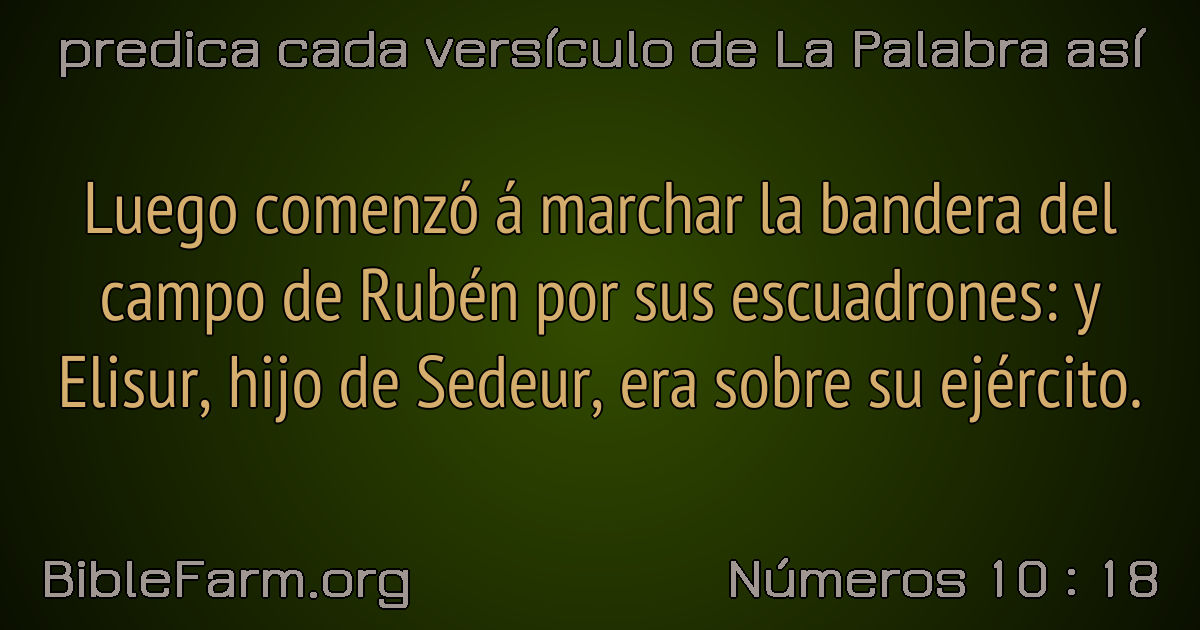 predica cada versículo de La Palabra así
Luego comenzó á marchar la bandera del
campo de Rubén por sus escuadrones: y
Elisur, hijo de Sedeur, era sobre su ejército.
BibleFarm.org
Números 10 : 18